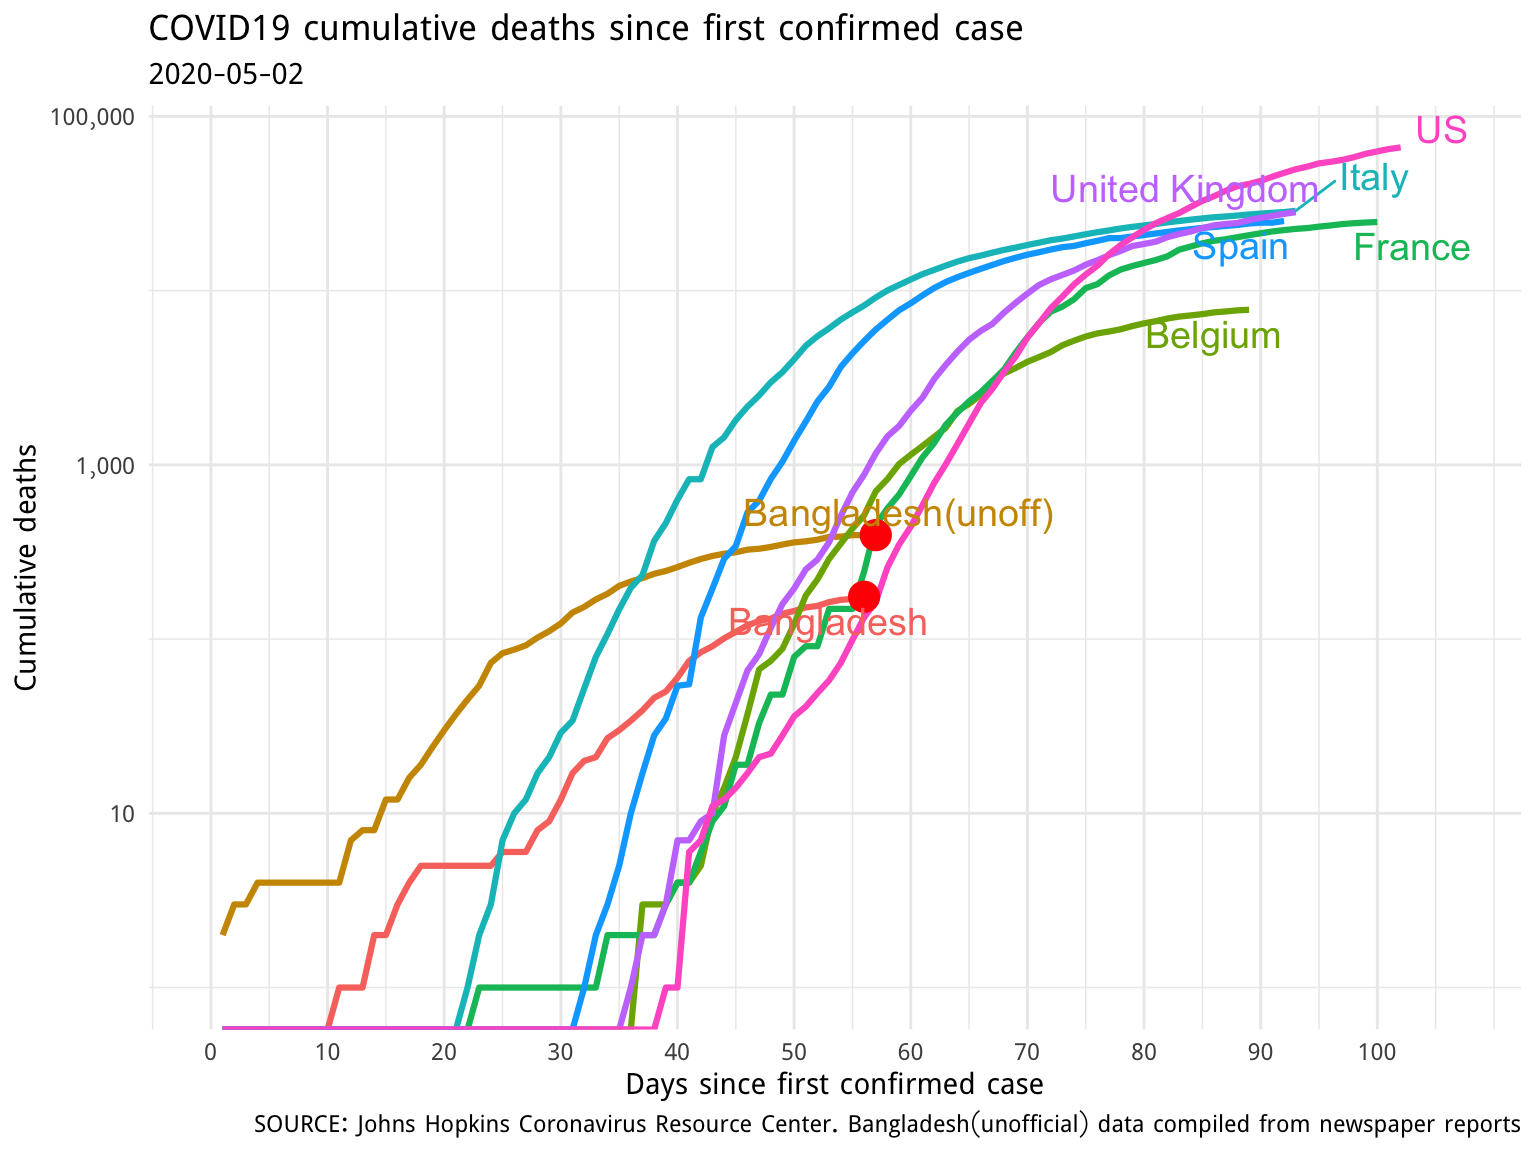 COVID19 cumulative deaths since first confirmed case
2020-05-02
100,000
1,000
10
Cumulative deaths
US
Italy
United Kingdom
Spain
France
Belgium
Bangladesh(unoff)
Bangladesh
0 10 20 30 40 50 60 70 80 90 100
Days since first confirmed case
SOURCE: Johns Hopkins Coronavirus Resource Center. Bangladesh(unofficial) data compiled from newspaper reports